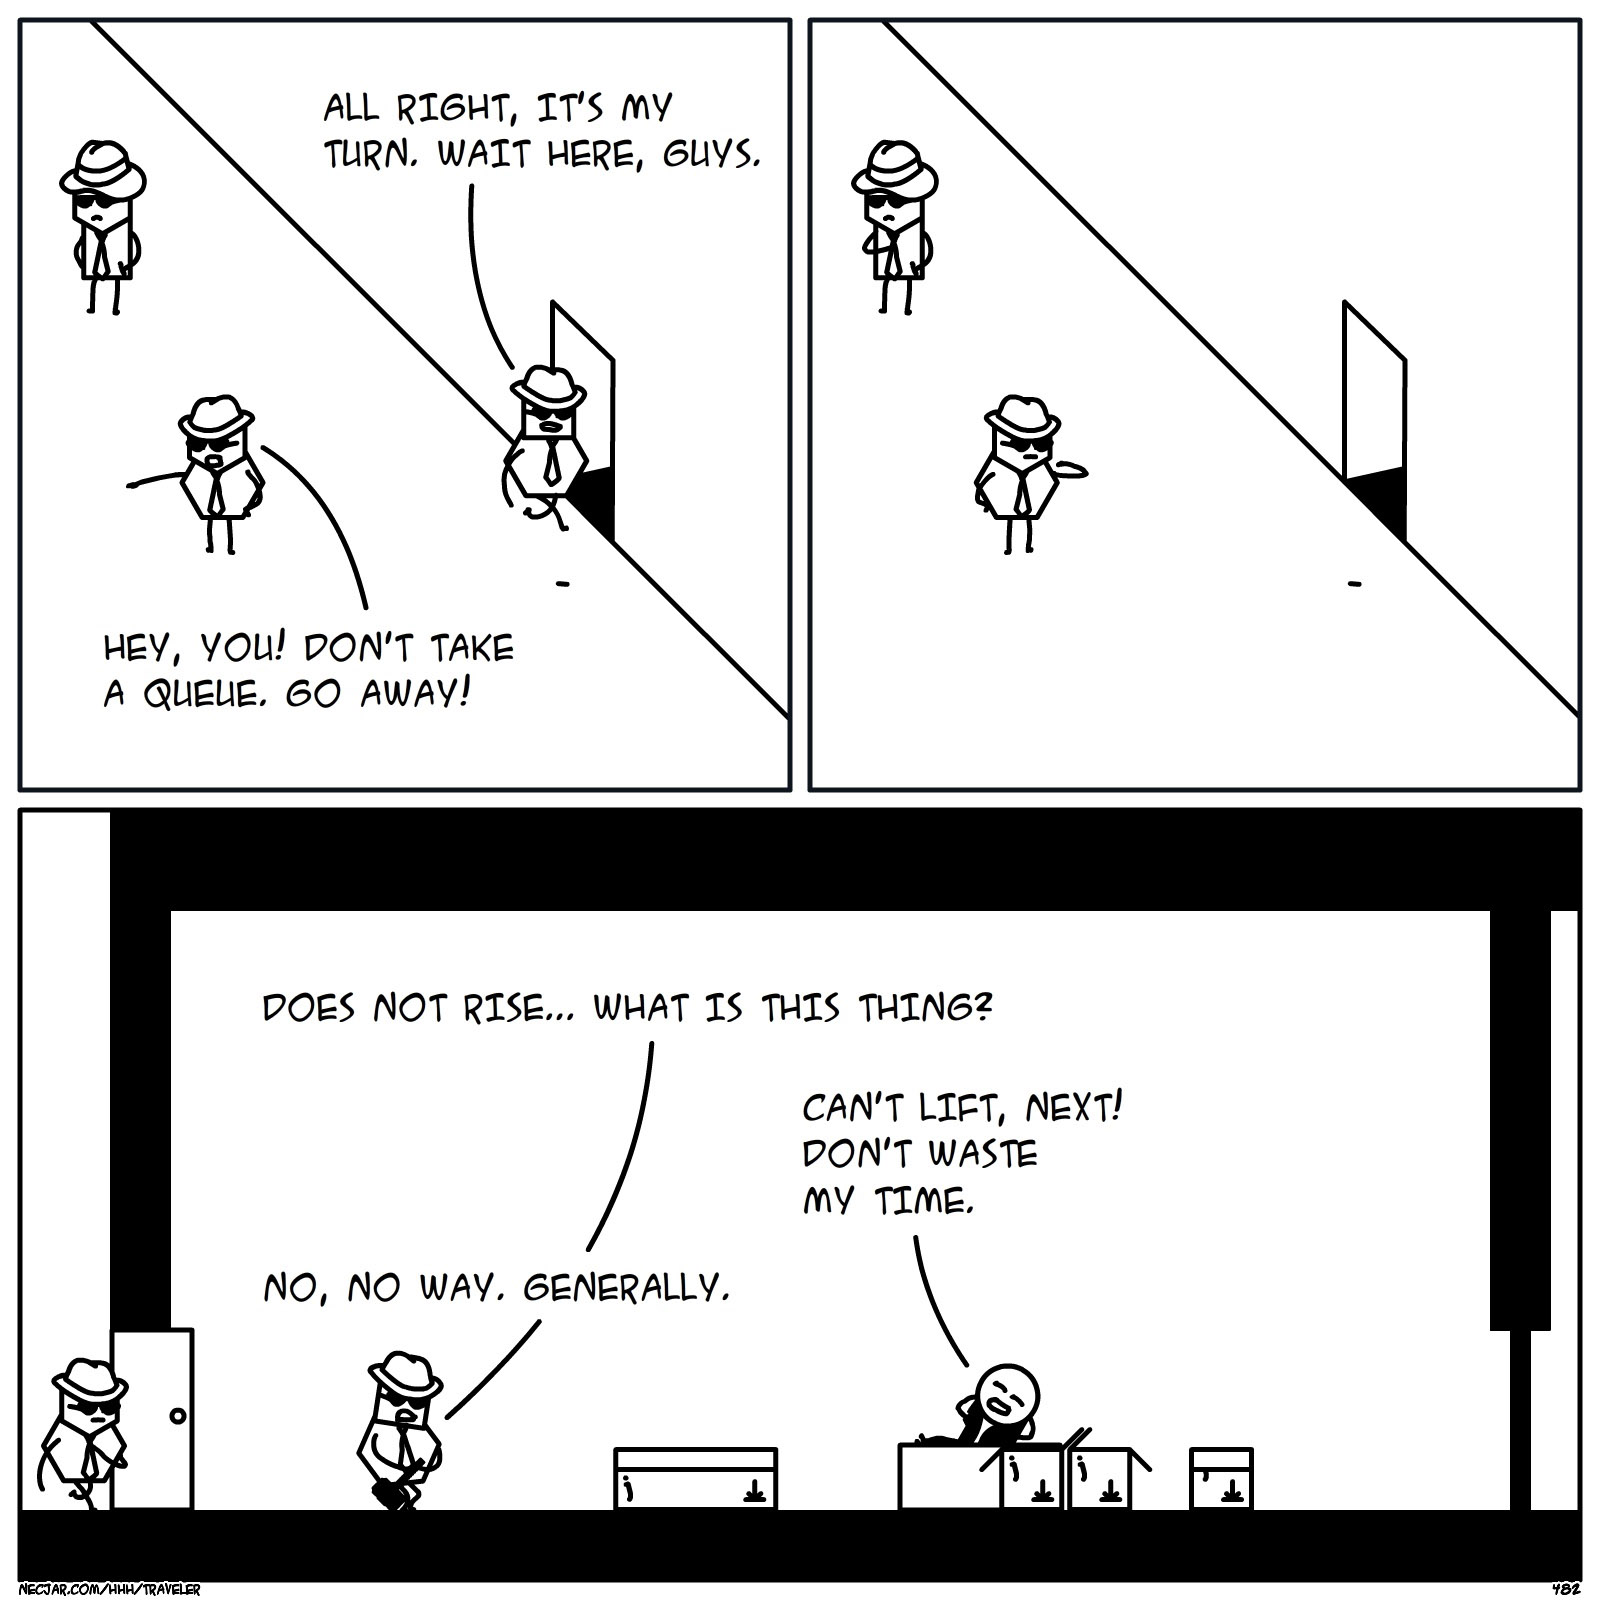 ALL RIGHT, IT'S MY
TURN. WAIT HERE, GUYS.
HEY, YOU! DON'T TAKE
A QUEUE. GO AWAY!
DOES NOT RISE... WHAT IS THIS THING?
CAN'T LIFT, NEXT!
DON'T WASTE
MY TIME.
NO, NO WAY. GENERALLY.
NECJAR.COM/HHH/TRAVELER
482